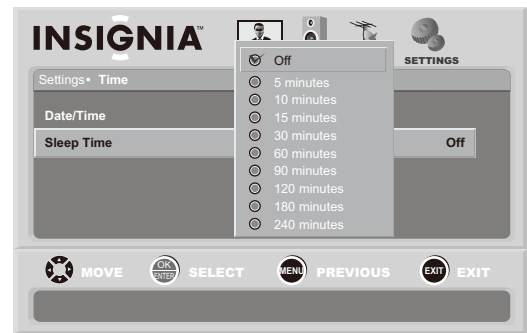 INSIGNIA™
SETTINGS
Settings• Time
Date/Time
Sleep Time
Off
Off
5 minutes
10 minutes
15 minutes
30 minutes
60 minutes
90 minutes
120 minutes
180 minutes
240 minutes
MOVE
OK
ENTER
SELECT
MENU
PREVIOUS
EXIT
EXIT